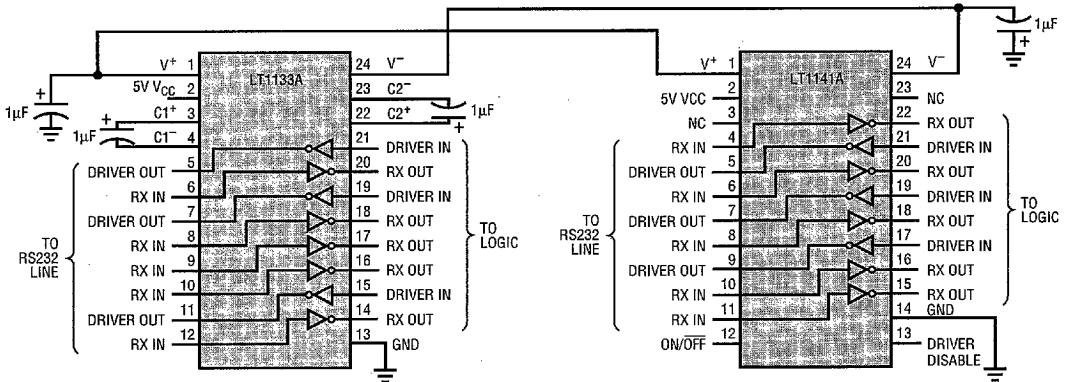 1µF
+
V+ 1 LT1133A 24 V−
5V VCC 2 23 C2−
1µF
+
C1+ 3 22 C2+
1µF
+
C1− 4 21 DRIVER IN
1µF
+
DRIVER OUT 5 20 RX OUT
RX IN 6 19 DRIVER IN
DRIVER OUT 7 18 RX OUT
RX IN 8 17 RX OUT
RX IN 9 16 RX OUT
RX IN 10 15 DRIVER IN
DRIVER OUT 11 14 RX OUT
RX IN 12 13 GND
TO
RS232
LINE
TO
LOGIC
V+ 1 LT1141A 24 V−
5V VCC 2 23 NC
NC 3 22 RX OUT
RX IN 4 21 DRIVER IN
DRIVER OUT 5 20 RX OUT
RX IN 6 19 DRIVER IN
DRIVER OUT 7 18 RX OUT
RX IN 8 17 DRIVER IN
DRIVER OUT 9 16 RX OUT
RX IN 10 15 RX OUT
RX IN 11 14 GND
ON/O̅F̅F̅ 12 13 DRIVER
DISABLE
TO
RS232
LINE
TO
LOGIC